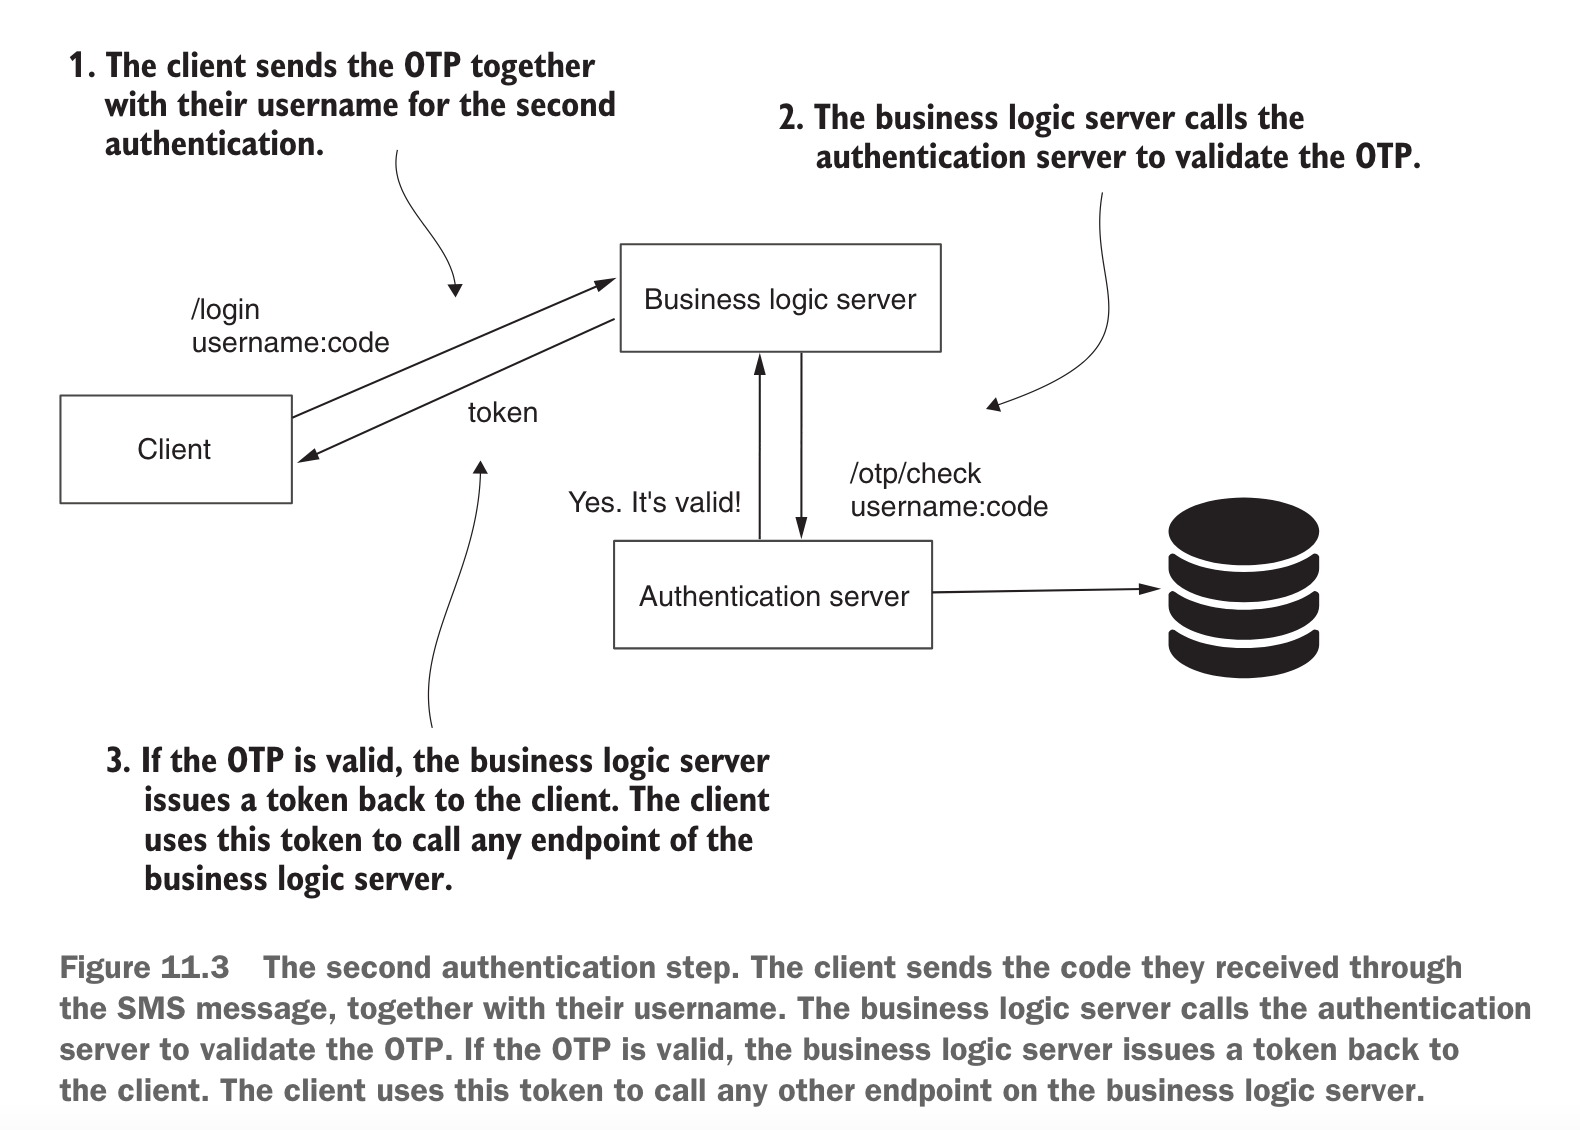 1. The client sends the OTP together
with their username for the second
authentication.
2. The business logic server calls the
authentication server to validate the OTP.
Business logic server
/login
username:code
token
Client
Yes. It's valid!
/otp/check
username:code
Authentication server
3. If the OTP is valid, the business logic server
issues a token back to the client. The client
uses this token to call any endpoint of the
business logic server.
Figure 11.3 The second authentication step. The client sends the code they received through
the SMS message, together with their username. The business logic server calls the authentication
server to validate the OTP. If the OTP is valid, the business logic server issues a token back to
the client. The client uses this token to call any other endpoint on the business logic server.